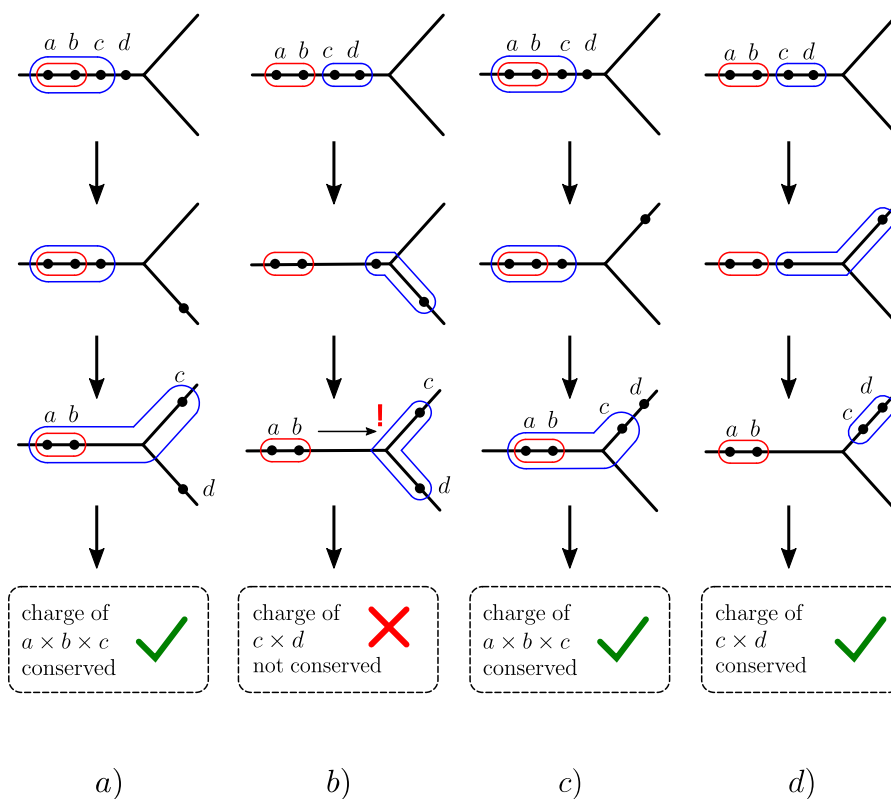 a b c d
a b c d
a b c d
a b c d
a b c d
a b ! c d
a b c d
a b c d
charge of
a × b × c
conserved
charge of
c × d
not conserved
charge of
a × b × c
conserved
charge of
c × d
conserved
a) b) c) d)